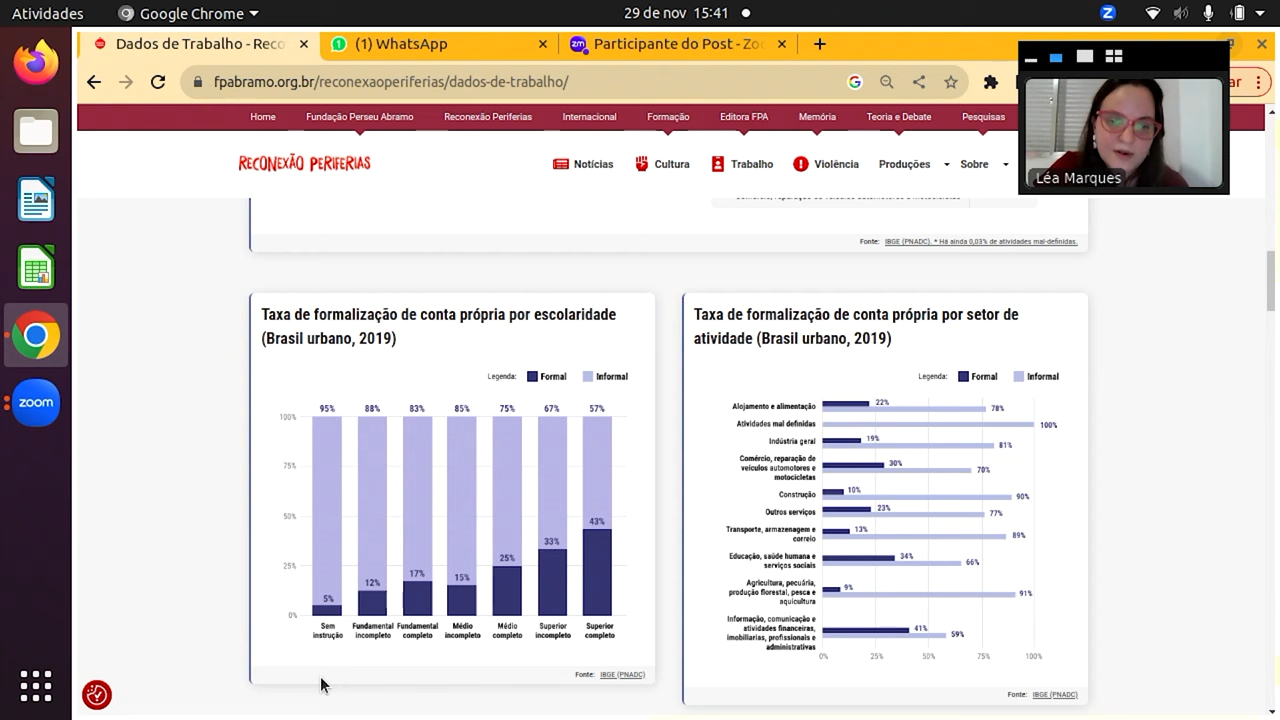 Atividades
Google Chrome
29 de nov 15:41
Dados de Trabalho - Reco
(1) WhatsApp
Participante do Post - Zoo
fpabramo.org.br/reconexaoperiferias/dados-de-trabalho/
ar
Home
Fundação Perseu Abramo
Reconexão Periferias
Internacional
Formação
Editora FPA
Memória
Teoria e Debate
Pesquisas
RECONEXÃO PERIFERIAS
Notícias
Cultura
Trabalho
Violência
Produções
Sobre
Léa Marques
Fonte: IBGE (PNADC). * Há ainda 0,03% de atividades mal-definidas.
Taxa de formalização de conta própria por escolaridade
(Brasil urbano, 2019)
Legenda: Formal Informal
95% 88% 83% 85% 75% 67% 57%
100%
75%
50%
25%
0%
5% 12% 17% 15% 25% 33% 43%
Sem
instrução
Fundamental
incompleto
Fundamental
completo
Médio
incompleto
Médio
completo
Superior
incompleto
Superior
completo
Fonte: IBGE (PNADC)
Taxa de formalização de conta própria por setor de
atividade (Brasil urbano, 2019)
Legenda: Formal Informal
Alojamento e alimentação 22% 78%
Atividades mal definidas 100%
Indústria geral 19% 81%
Comércio, reparação de
veículos automotores e
motocicletas
30% 70%
Construção 10% 90%
Outros serviços 23% 77%
Transporte, armazenagem e
correio
13% 89%
Educação, saúde humana e
serviços sociais
34% 66%
Agricultura, pecuária,
produção florestal, pesca e
aquicultura
9% 91%
Informação, comunicação e
atividades financeiras,
imobiliárias, profissionais e
administrativas
41% 59%
0% 25% 50% 75% 100%
Fonte: IBGE (PNADC)
zoom